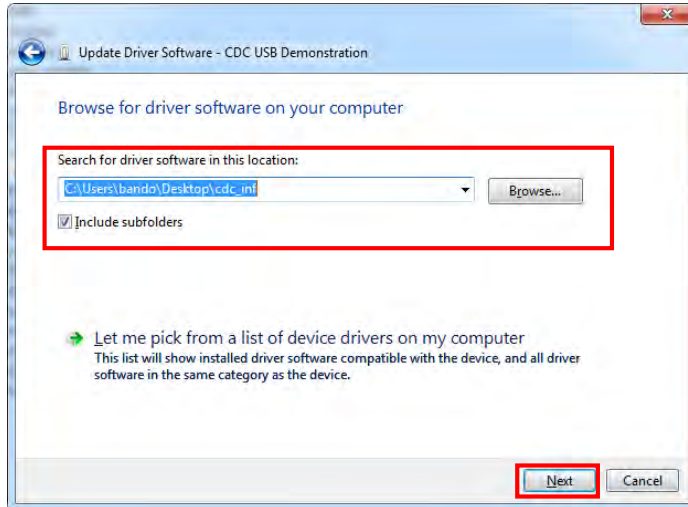 Update Driver Software - CDC USB Demonstration
Browse for driver software on your computer
Search for driver software in this location:
C:\Users\bando\Desktop\cdc_inf
Browse...
Include subfolders
Let me pick from a list of device drivers on my computer
This list will show installed driver software compatible with the device, and all driver
software in the same category as the device.
Next
Cancel